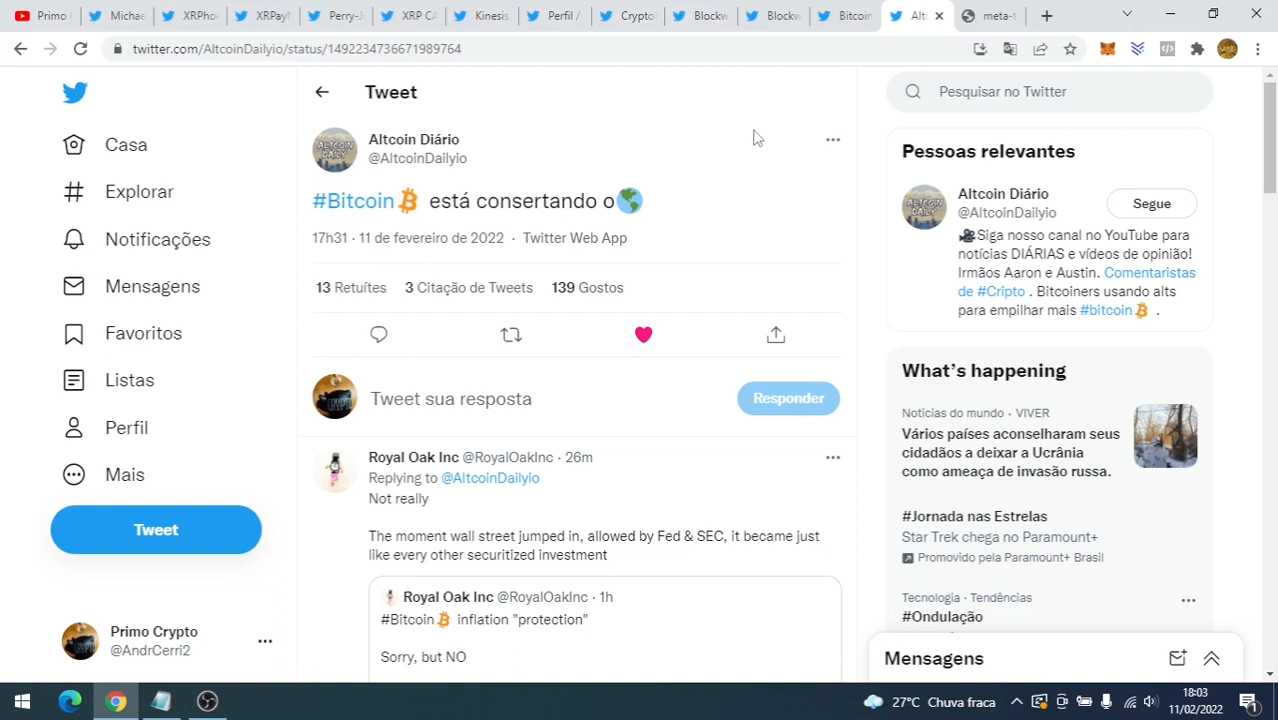 Primo
Michae
XRPho
XRPayN
Perry-J
XRP CA
Kinesis
Perfil /
Crypto
Blockw
Blockw
Bitcoin
Alt
meta-t
twitter.com/AltcoinDailyio/status/1492234736671989764
Tweet
Pesquisar no Twitter
Casa
Explorar
Notificações
Mensagens
Favoritos
Listas
Perfil
Mais
Tweet
Primo Crypto
@AndrCerri2
ALTCOIN
DAILY
Altcoin Diário
@AltcoinDailyio
#Bitcoin está consertando o
17h31 · 11 de fevereiro de 2022 · Twitter Web App
13 Retuítes 3 Citação de Tweets 139 Gostos
Tweet sua resposta
Responder
Royal Oak Inc @RoyalOakInc · 26m
Replying to @AltcoinDailyio
Not really
The moment wall street jumped in, allowed by Fed & SEC, it became just
like every other securitized investment
Royal Oak Inc @RoyalOakInc · 1h
#Bitcoin inflation "protection"
Sorry, but NO
Pessoas relevantes
ALTCOIN
DAILY
Altcoin Diário
@AltcoinDailyio
Segue
Siga nosso canal no YouTube para
notícias DIÁRIAS e vídeos de opinião!
Irmãos Aaron e Austin. Comentaristas
de #Cripto . Bitcoiners usando alts
para empilhar mais #bitcoin .
What's happening
Notícias do mundo · VIVER
Vários países aconselharam seus
cidadãos a deixar a Ucrânia
como ameaça de invasão russa.
#Jornada nas Estrelas
Star Trek chega no Paramount+
Promovido pela Paramount+ Brasil
Tecnologia · Tendências
#Ondulação
Mensagens
27°C Chuva fraca
18:03
11/02/2022
1